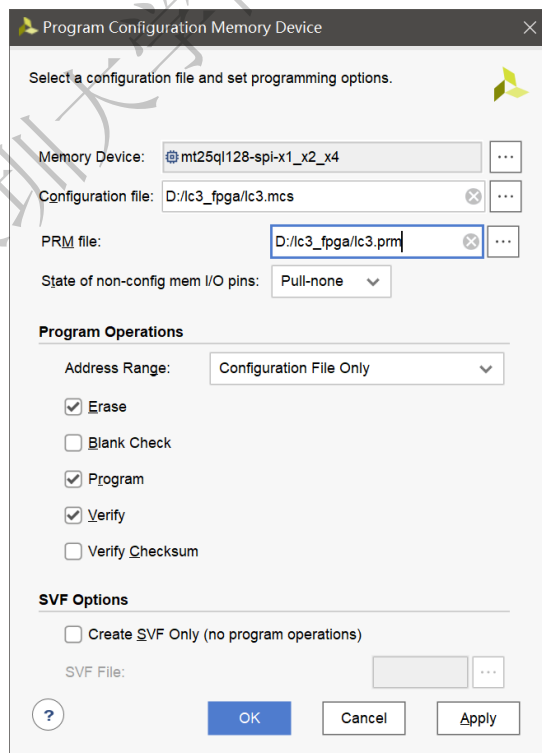 Program Configuration Memory Device
Select a configuration file and set programming options.
Memory Device: mt25ql128-spi-x1_x2_x4 ...
Configuration file: D:/lc3_fpga/lc3.mcs ...
PRM file: D:/lc3_fpga/lc3.prm ...
State of non-config mem I/O pins: Pull-none
Program Operations
Address Range: Configuration File Only
Erase
Blank Check
Program
Verify
Verify Checksum
SVF Options
Create SVF Only (no program operations)
SVF File: ...
? OK Cancel Apply
圳大学